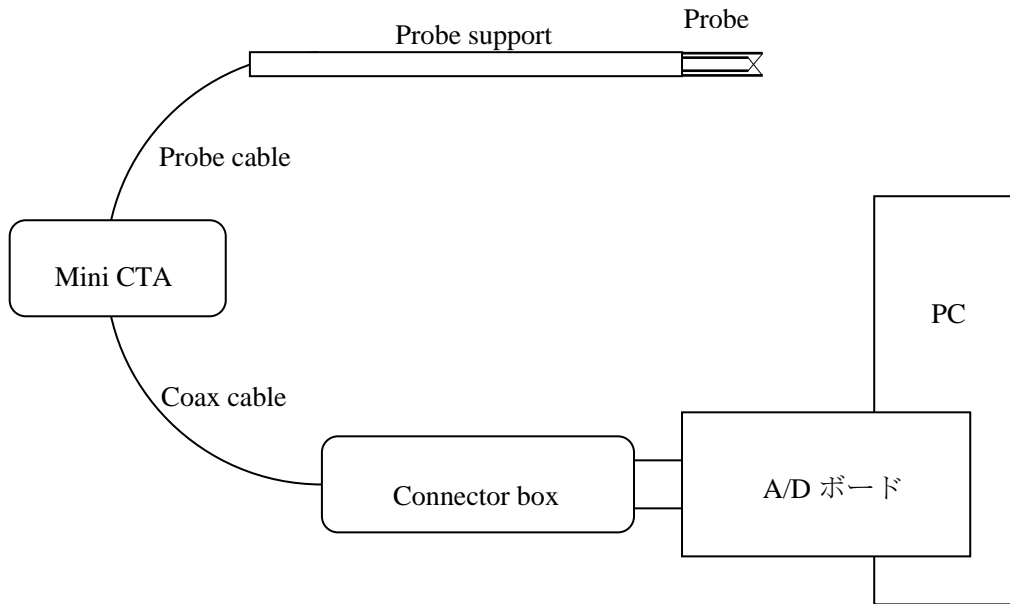 Probe
Probe support
Probe cable
Mini CTA
PC
Coax cable
Connector box
A/D ボード